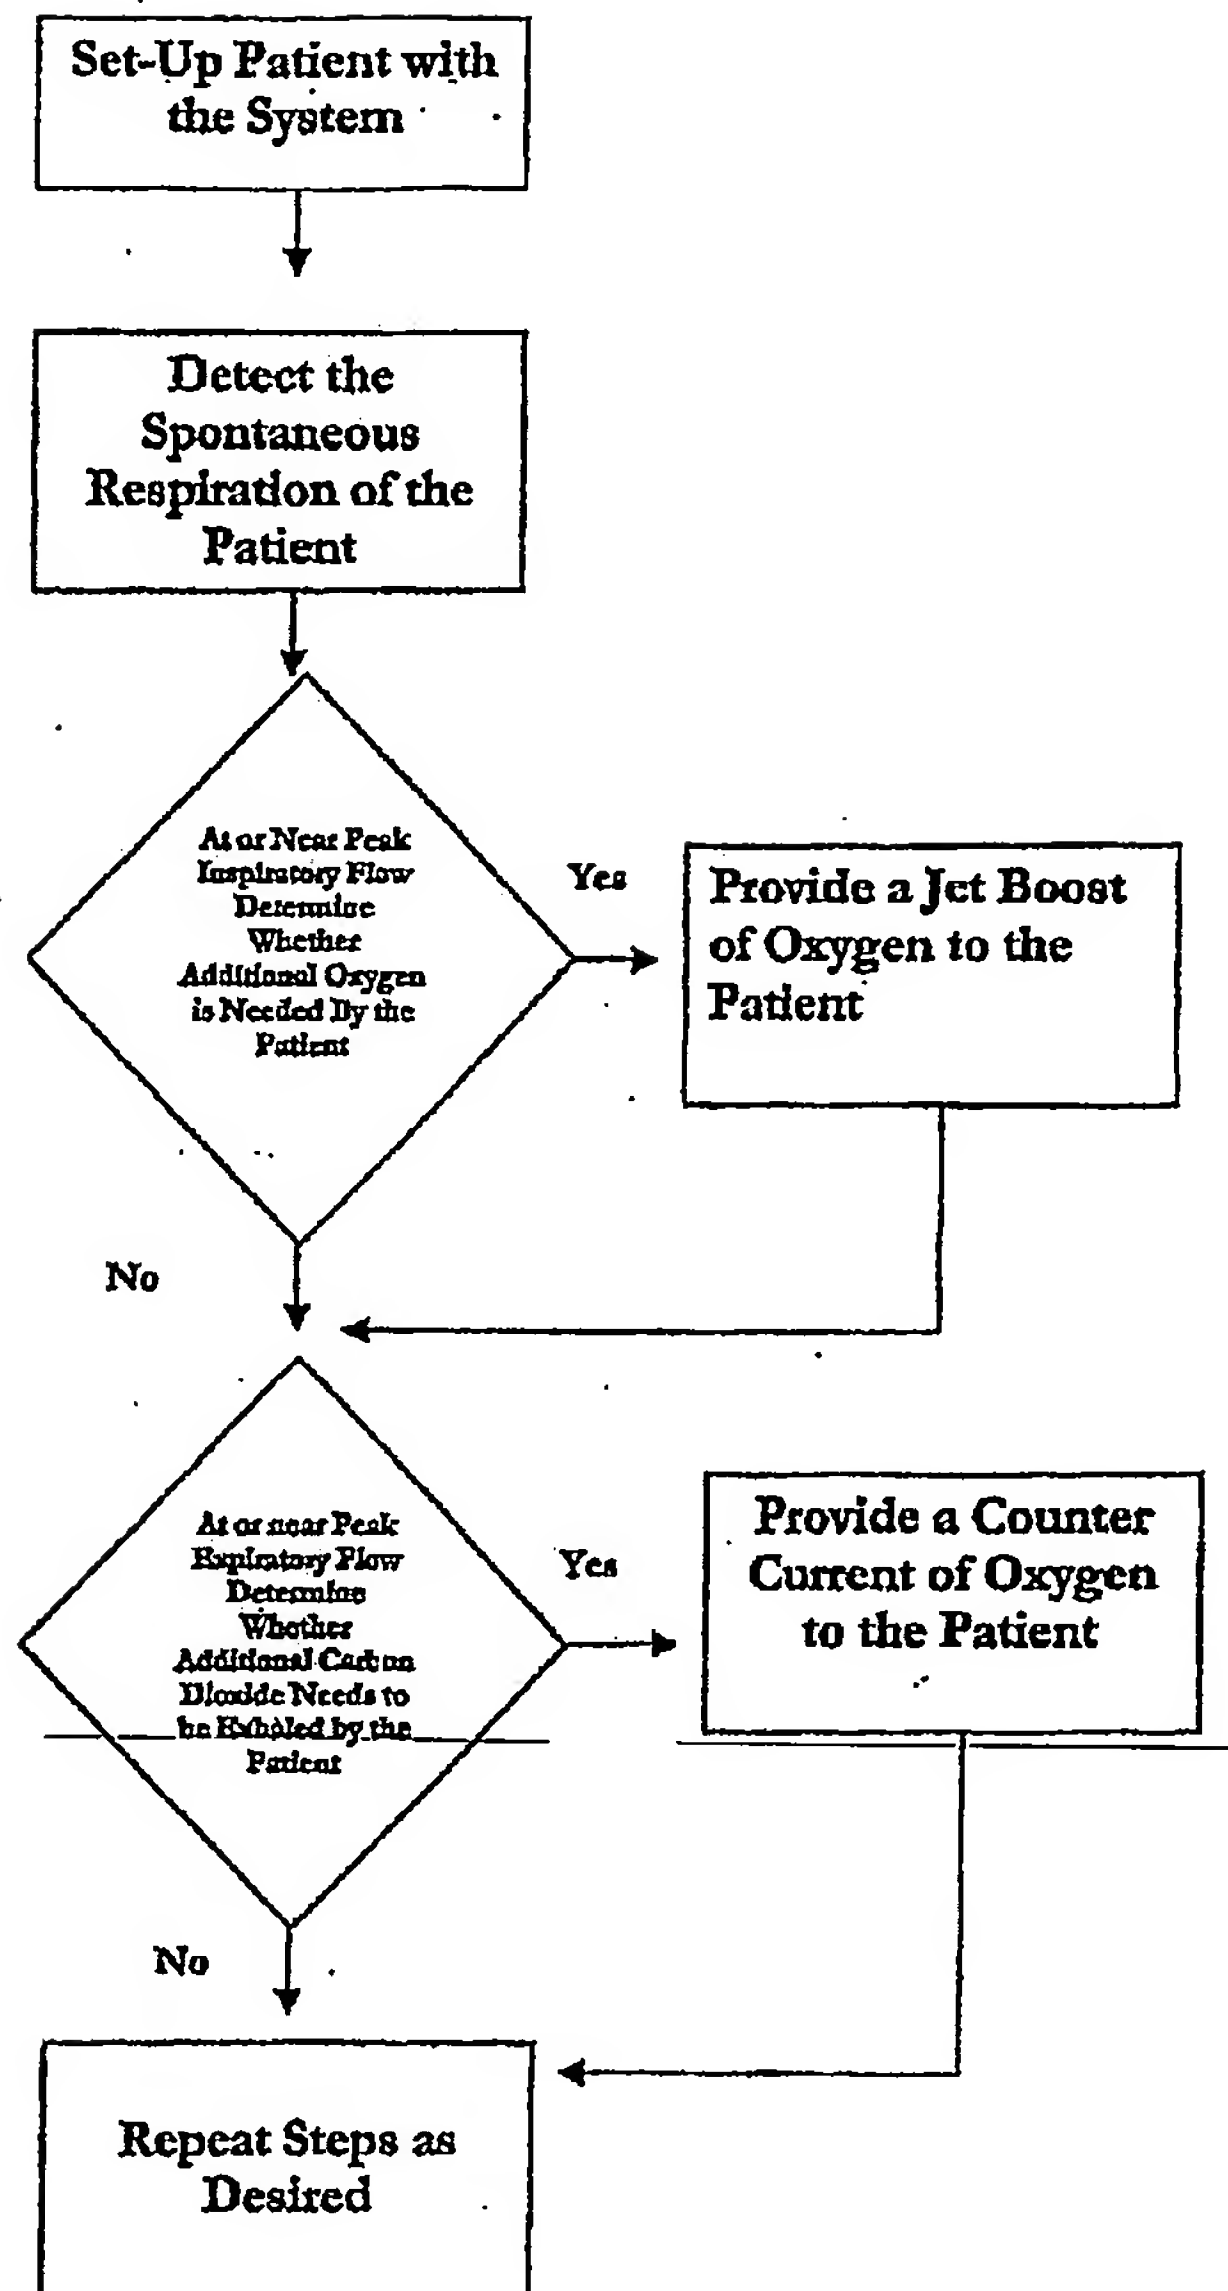 Set-Up Patient with
the System
Detect the
Spontaneous
Respiration of the
Patient
At or Near Peak
Inspiratory Flow
Determine
Whether
Additional Oxygen
is Needed By the
Patient
Yes
Provide a Jet Boost
of Oxygen to the
Patient
No
At or near Peak
Expiratory Flow
Determine
Whether
Additional Carbon
Dioxide Needs to
be Exhaled by the
Patient
Yes
Provide a Counter
Current of Oxygen
to the Patient
No
Repeat Steps as
Desired